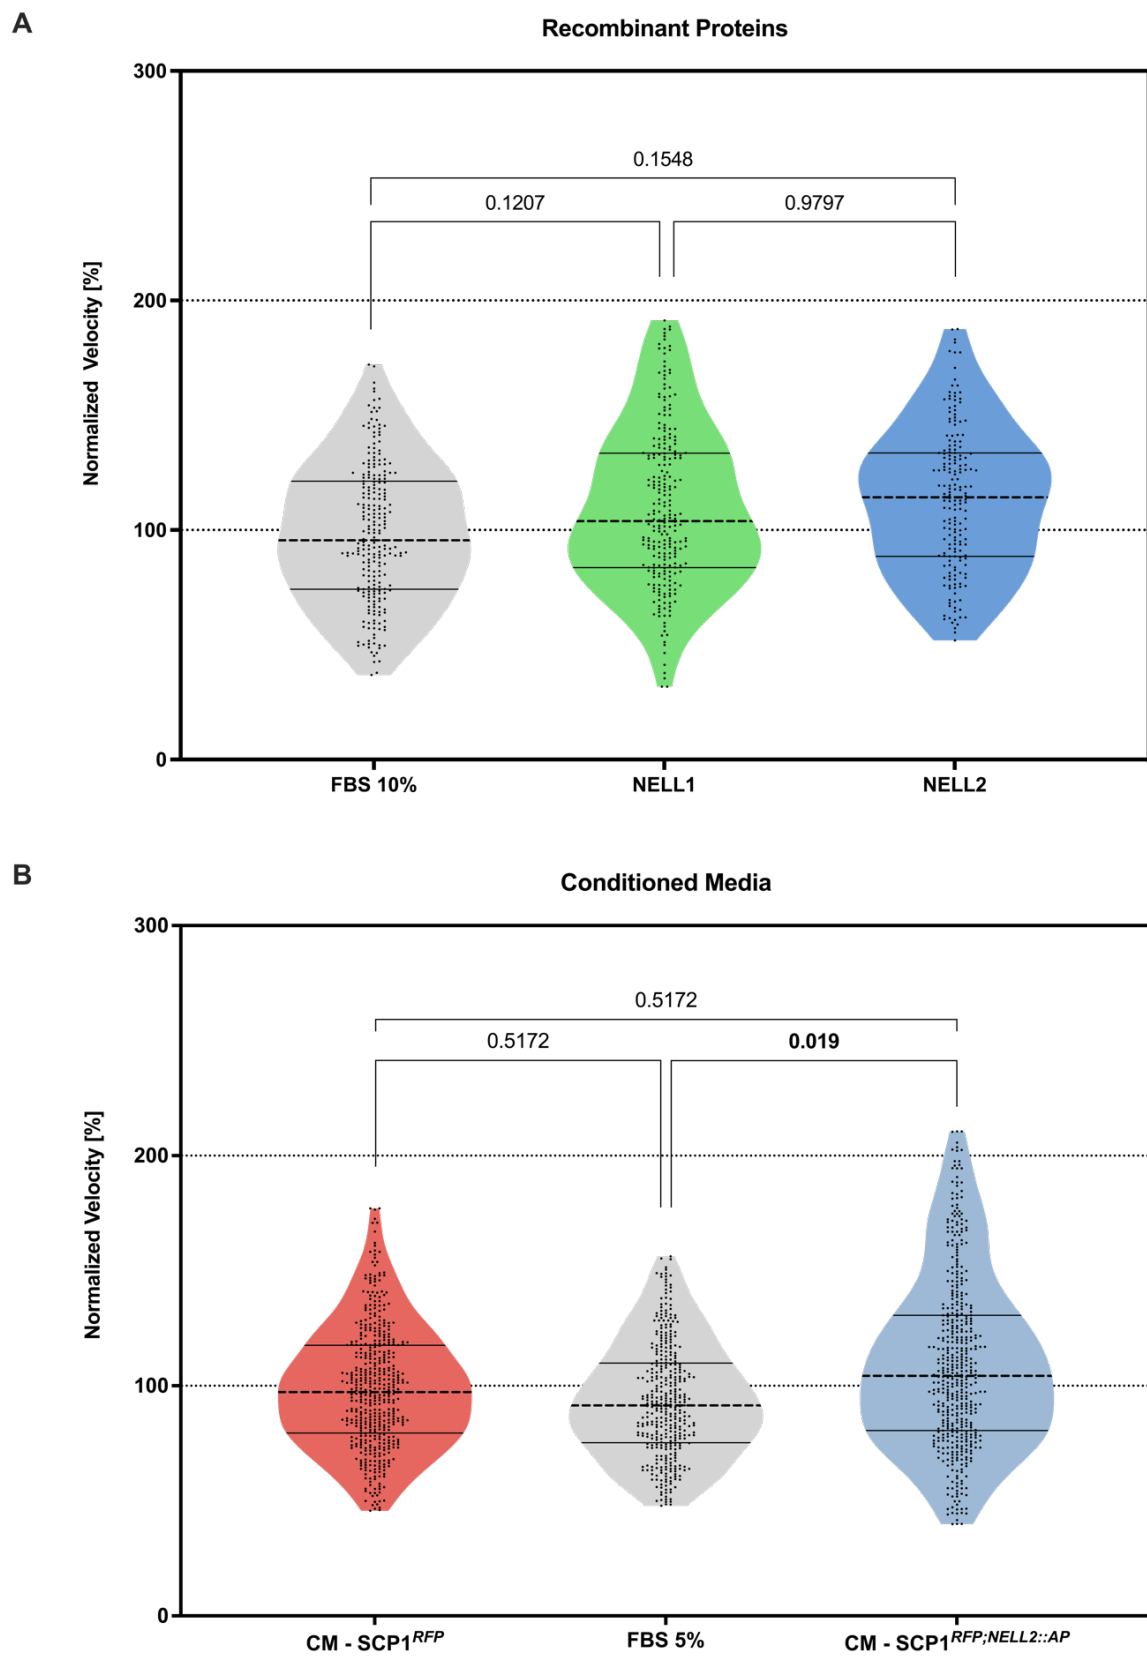 A
Recombinant Proteins
300
0.1548
0.1207
0.9797
200
Normalized Velocity [%]
100
0
FBS 10%
NELL1
NELL2
B
Conditioned Media
300
0.5172
0.5172
0.019
200
Normalized Velocity [%]
100
0
CM - SCP1RFP
FBS 5%
CM - SCP1RFP;NELL2::AP